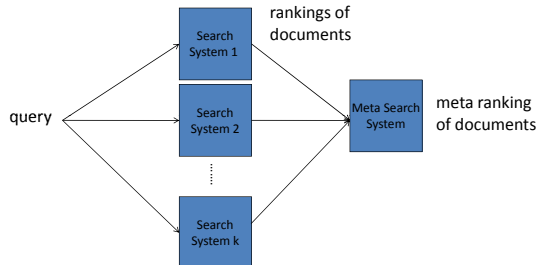 rankings of
documents
Search
System 1
query
Search
System 2
Meta Search
System
meta ranking
of documents
Search
System k